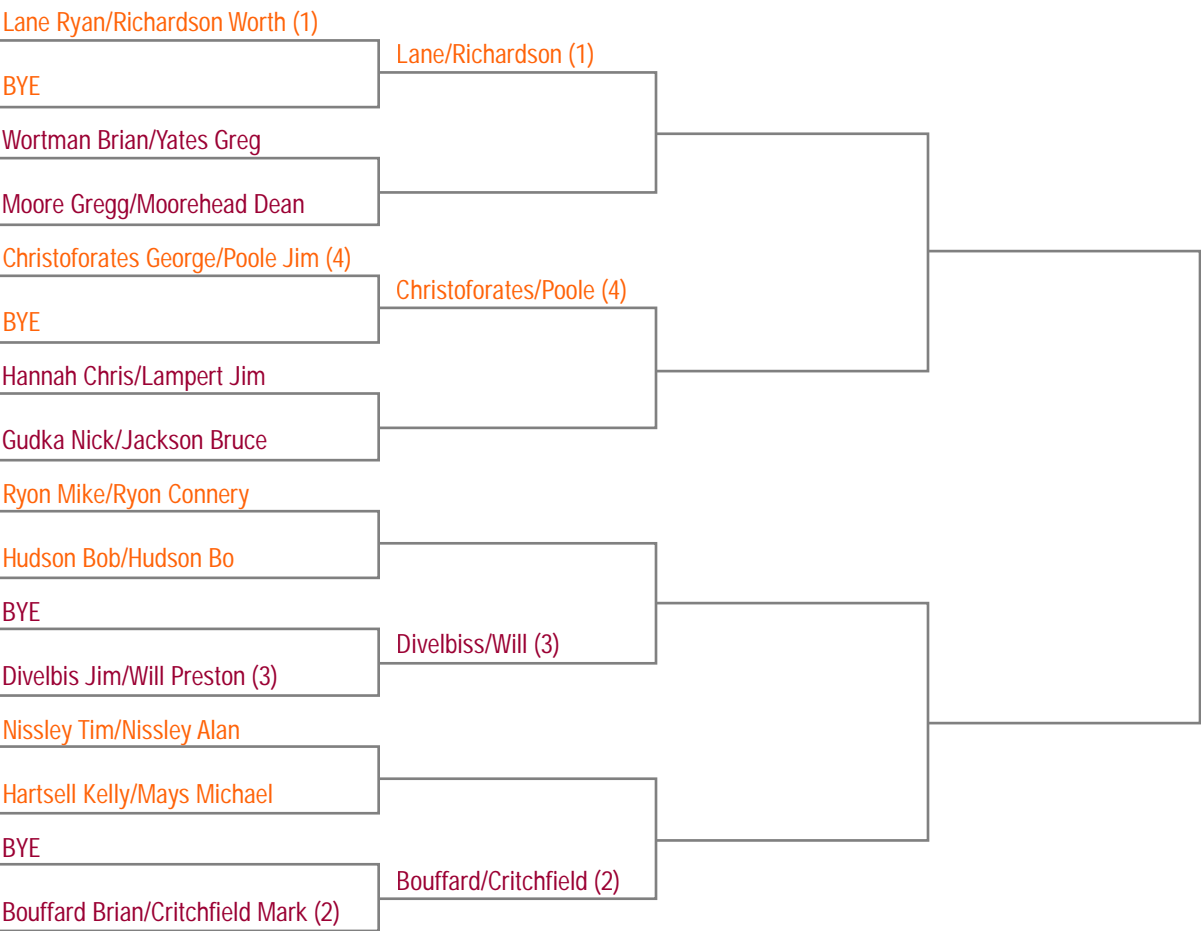 Lane Ryan/Richardson Worth (1)
Lane/Richardson (1)
BYE
Wortman Brian/Yates Greg
Moore Gregg/Moorehead Dean
Christoforates George/Poole Jim (4)
Christoforates/Poole (4)
BYE
Hannah Chris/Lampert Jim
Gudka Nick/Jackson Bruce
Ryon Mike/Ryon Connery
Hudson Bob/Hudson Bo
BYE
Divelbiss/Will (3)
Divelbis Jim/Will Preston (3)
Nissley Tim/Nissley Alan
Hartsell Kelly/Mays Michael
BYE
Bouffard/Critchfield (2)
Bouffard Brian/Critchfield Mark (2)